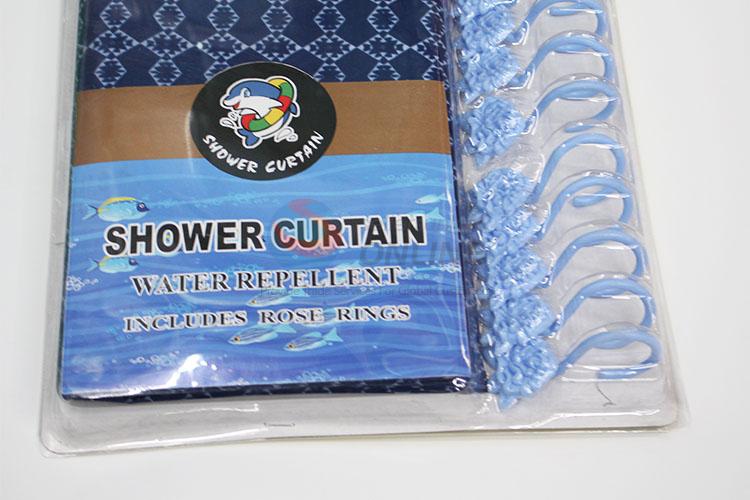 SHOWER CURTAIN
SHOWER CURTAIN
WATER REPELLENT
INCLUDES ROSE RINGS